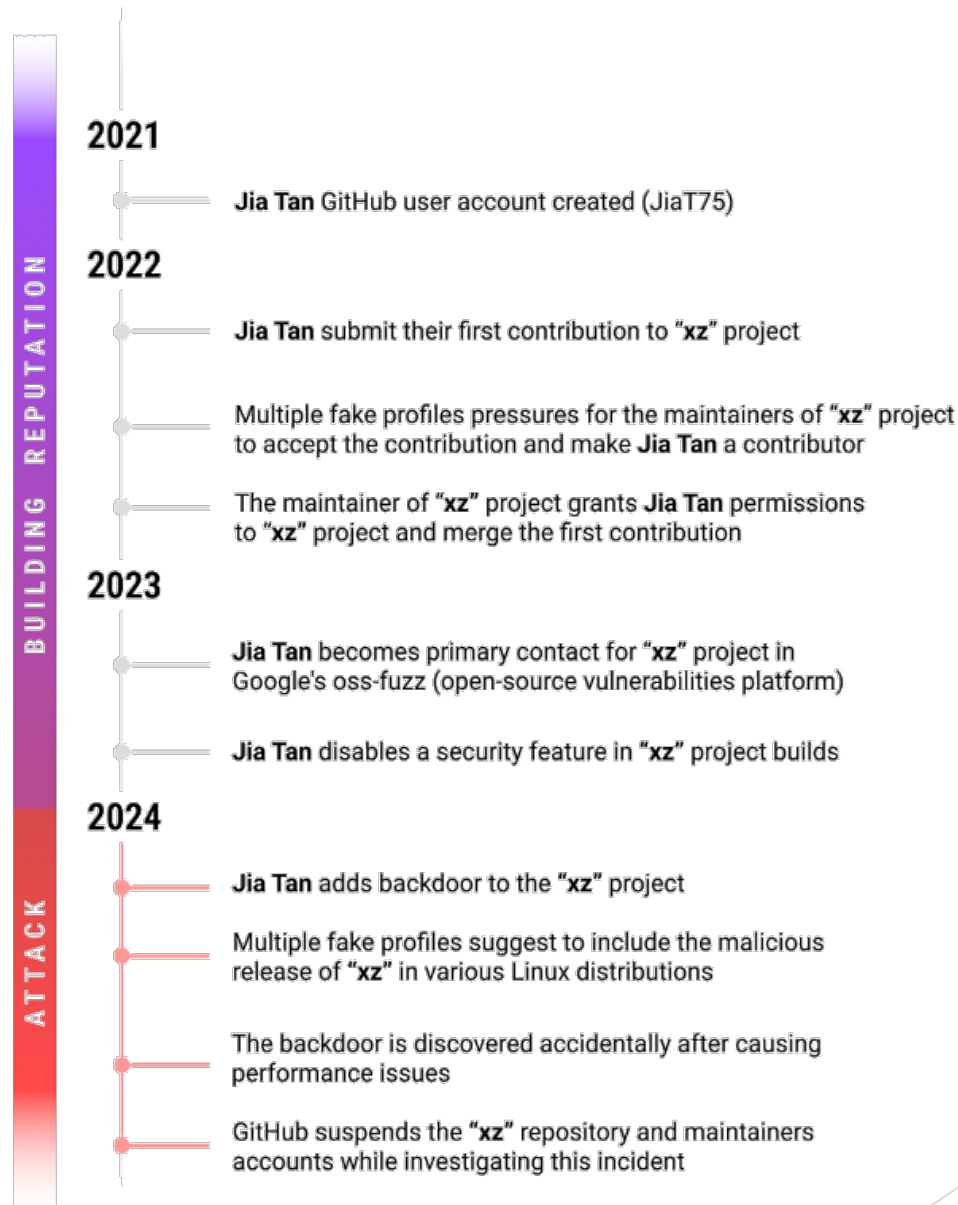 2021
Jia Tan GitHub user account created (JiaT75)
2022
Jia Tan submit their first contribution to “xz” project
Multiple fake profiles pressures for the maintainers of “xz” project
to accept the contribution and make Jia Tan a contributor
The maintainer of “xz” project grants Jia Tan permissions
to “xz” project and merge the first contribution
BUILDING REPUTATION
2023
Jia Tan becomes primary contact for “xz” project in
Google's oss-fuzz (open-source vulnerabilities platform)
Jia Tan disables a security feature in “xz” project builds
2024
Jia Tan adds backdoor to the “xz” project
Multiple fake profiles suggest to include the malicious
release of “xz” in various Linux distributions
ATTACK
The backdoor is discovered accidentally after causing
performance issues
GitHub suspends the “xz” repository and maintainers
accounts while investigating this incident